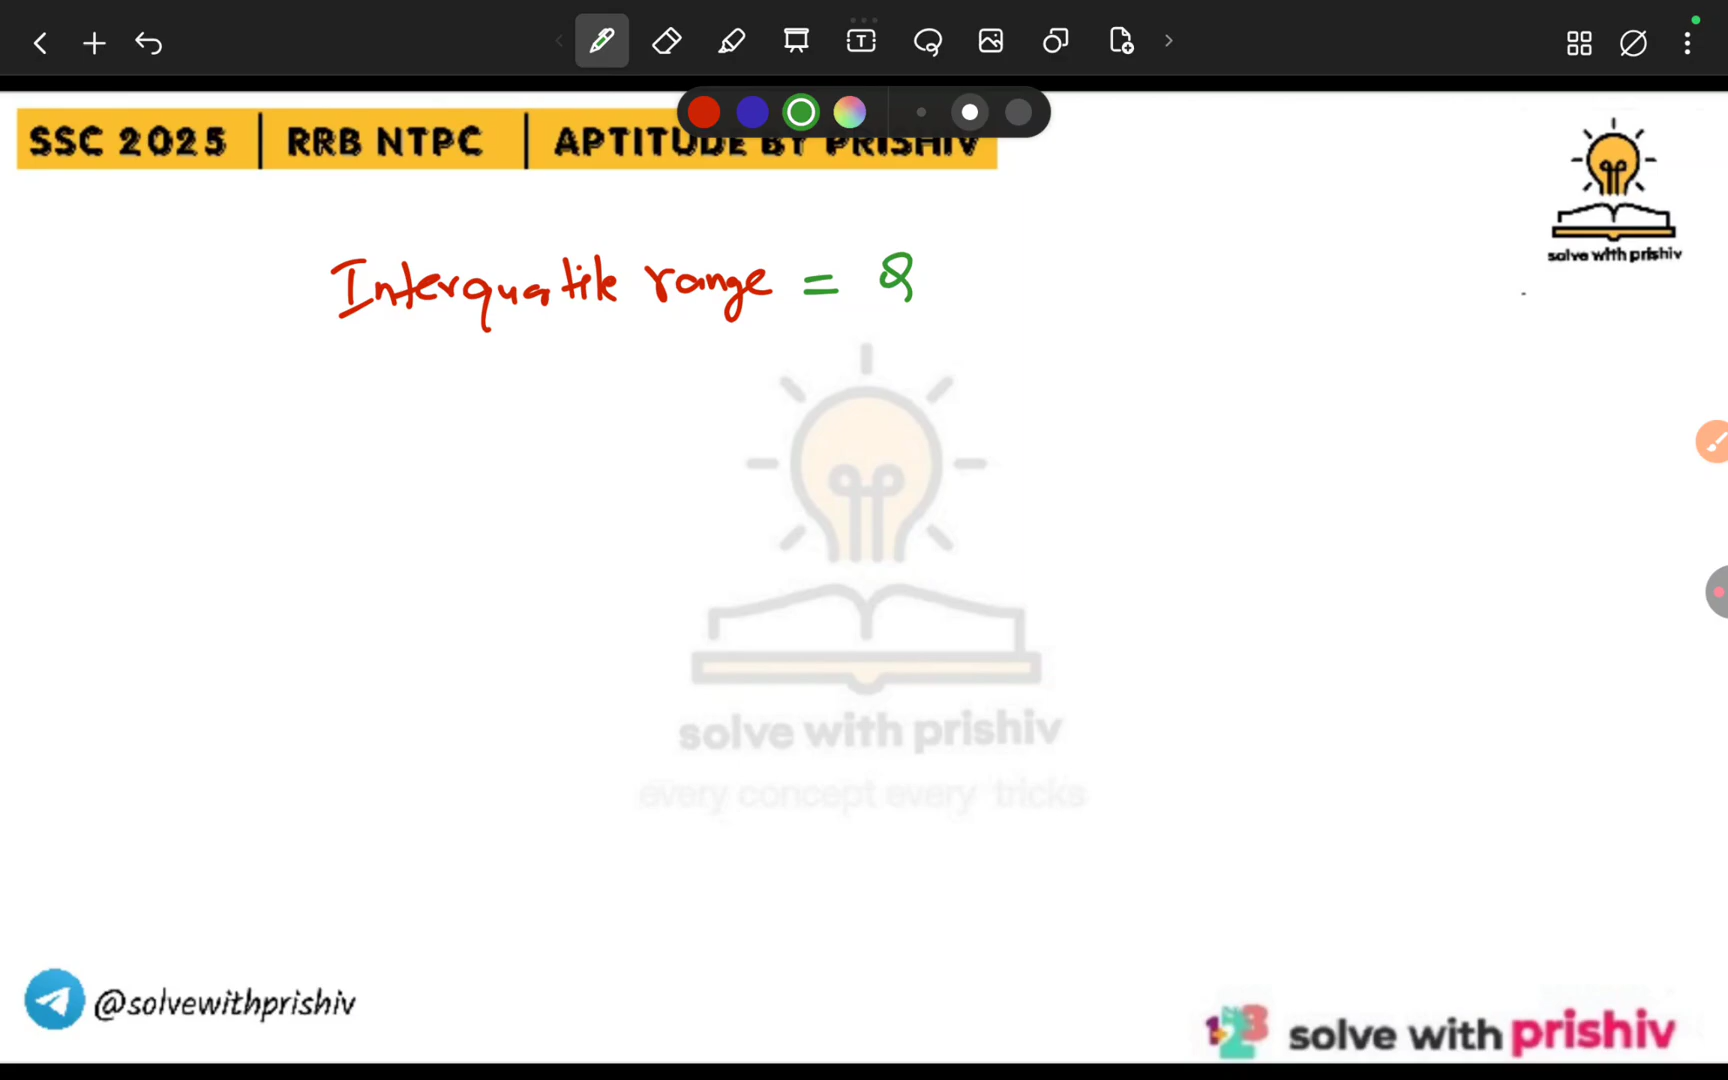 SSC 2025 | RRB NTPC | APTITUDE BY PRISHIV
solve with prishiv
Interquatile range = Q
solve with prishiv
every concept every tricks
@solvewithprishiv
123 solve with prishiv